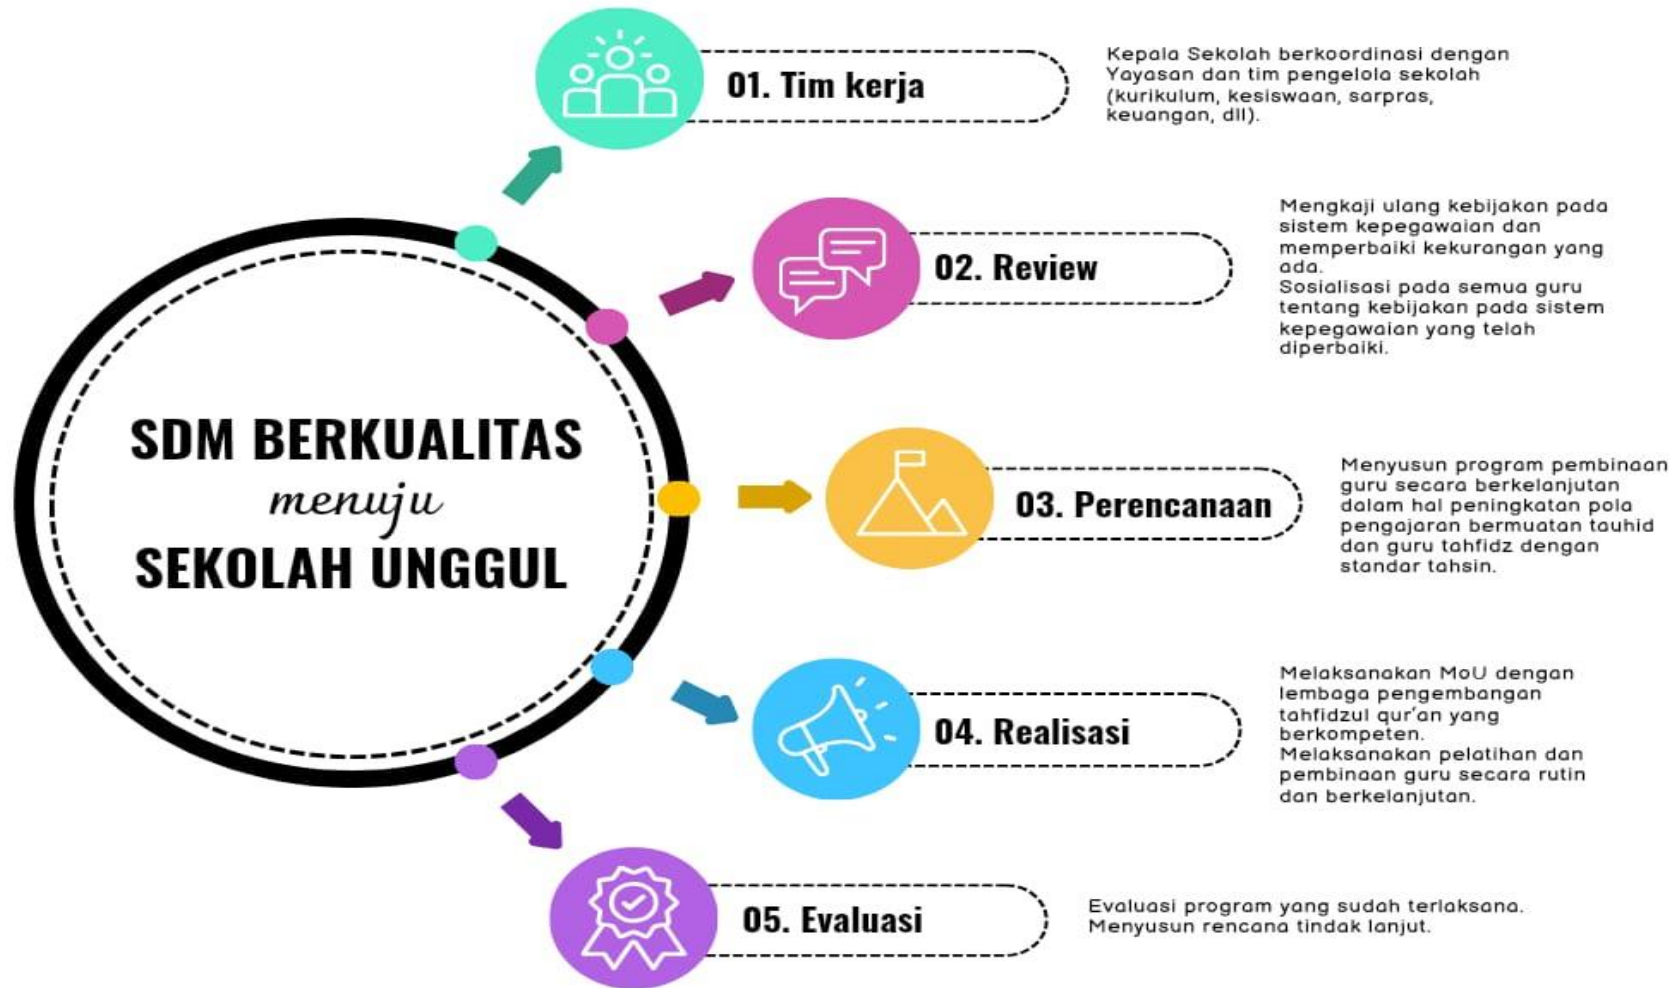 SDM BERKUALITAS
menuju
SEKOLAH UNGGUL
01. Tim kerja
Kepala Sekolah berkoordinasi dengan
Yayasan dan tim pengelola sekolah
(kurikulum, kesiswaan, sarpras,
keuangan, dll).
02. Review
Mengkaji ulang kebijakan pada
sistem kepegawaian dan
memperbaiki kekurangan yang
ada.
Sosialisasi pada semua guru
tentang kebijakan pada sistem
kepegawaian yang telah
diperbaiki.
03. Perencanaan
Menyusun program pembinaan
guru secara berkelanjutan
dalam hal peningkatan pola
pengajaran bermuatan tauhid
dan guru tahfidz dengan
standar tahsin.
04. Realisasi
Melaksanakan MoU dengan
lembaga pengembangan
tahfidzul qur'an yang
berkompeten.
Melaksanakan pelatihan dan
pembinaan guru secara rutin
dan berkelanjutan.
05. Evaluasi
Evaluasi program yang sudah terlaksana.
Menyusun rencana tindak lanjut.